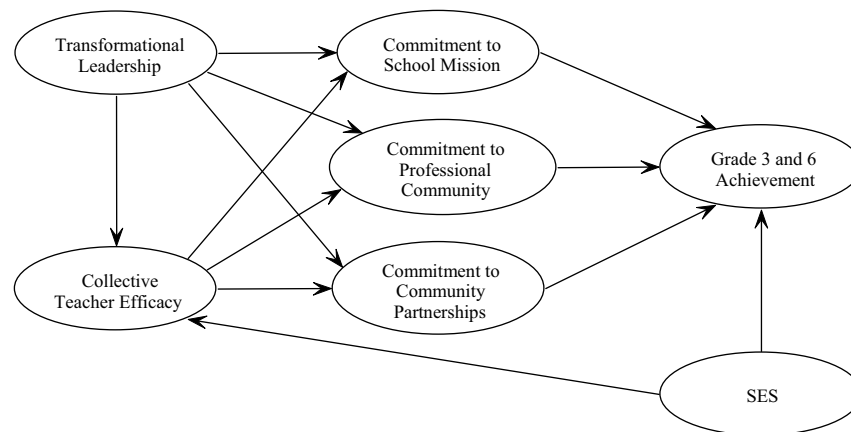 Transformational
Leadership
Commitment to
School Mission
Commitment to
Professional
Community
Grade 3 and 6
Achievement
Collective
Teacher Efficacy
Commitment to
Community
Partnerships
SES